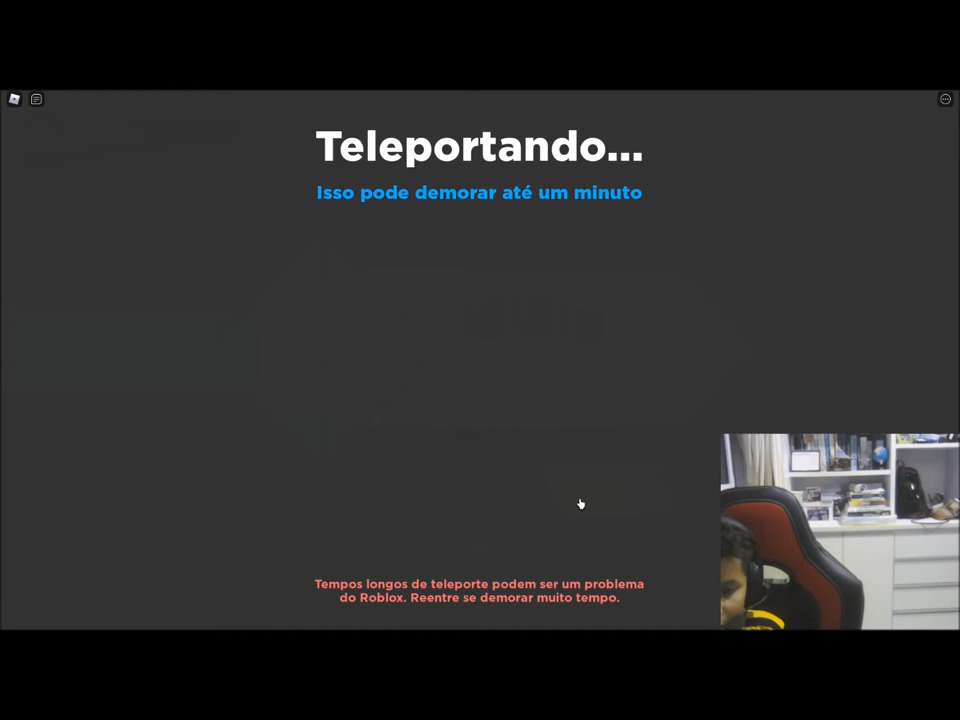 Teleportando...
Isso pode demorar até um minuto
Tempos longos de teleporte podem ser um problema
do Roblox. Reentre se demorar muito tempo.